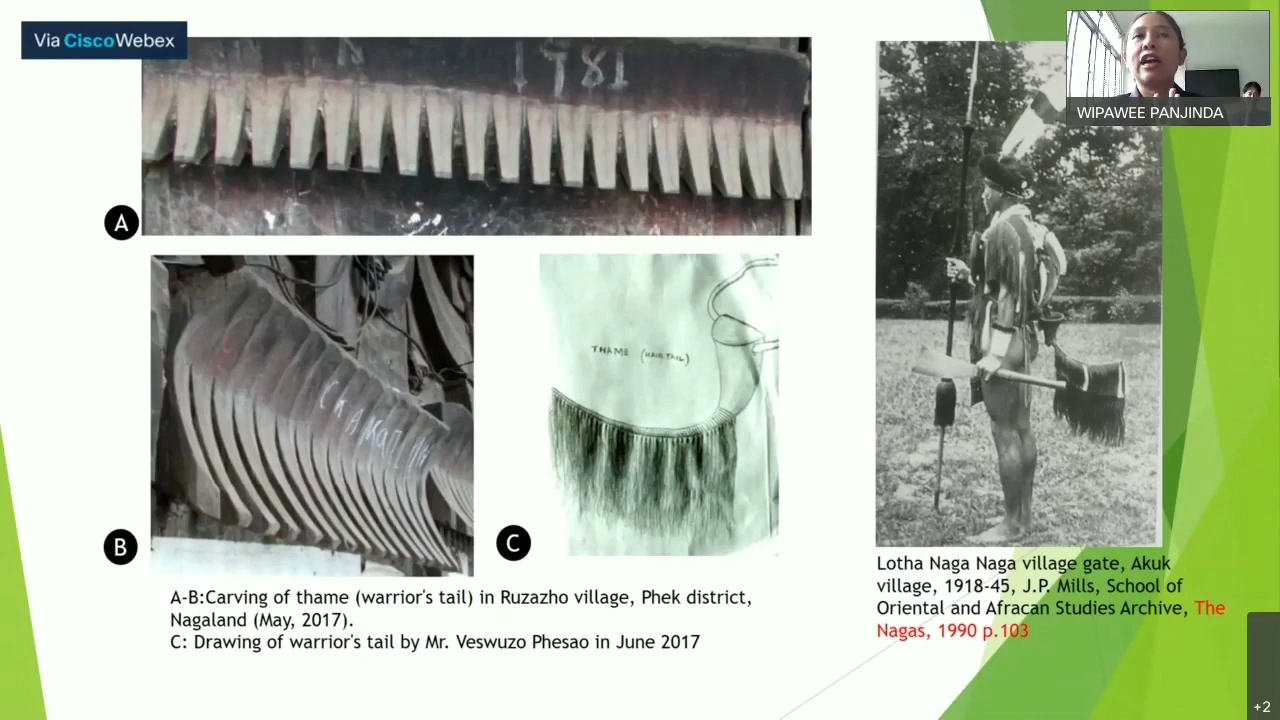 Via Cisco Webex
WIPAWEE PANJINDA
A
B
THAME (HAIR TAIL)
C
A-B:Carving of thame (warrior's tail) in Ruzazho village, Phek district,
Nagaland (May, 2017).
C: Drawing of warrior's tail by Mr. Veswuzo Phesao in June 2017
Lotha Naga Naga village gate, Akuk
village, 1918-45, J.P. Mills, School of
Oriental and Afracan Studies Archive, The
Nagas, 1990 p.103
+2